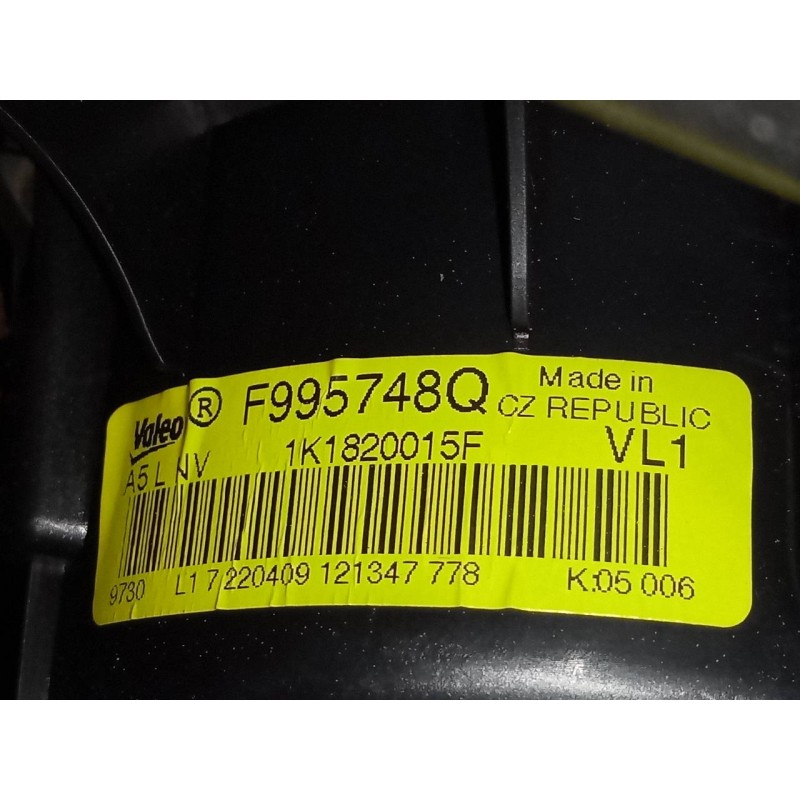 Valeo ® F995748Q Made in
CZ REPUBLIC
A5 L NV 1K1820015F VL1
9730 L1 7 220409 121347 778 K:05 006